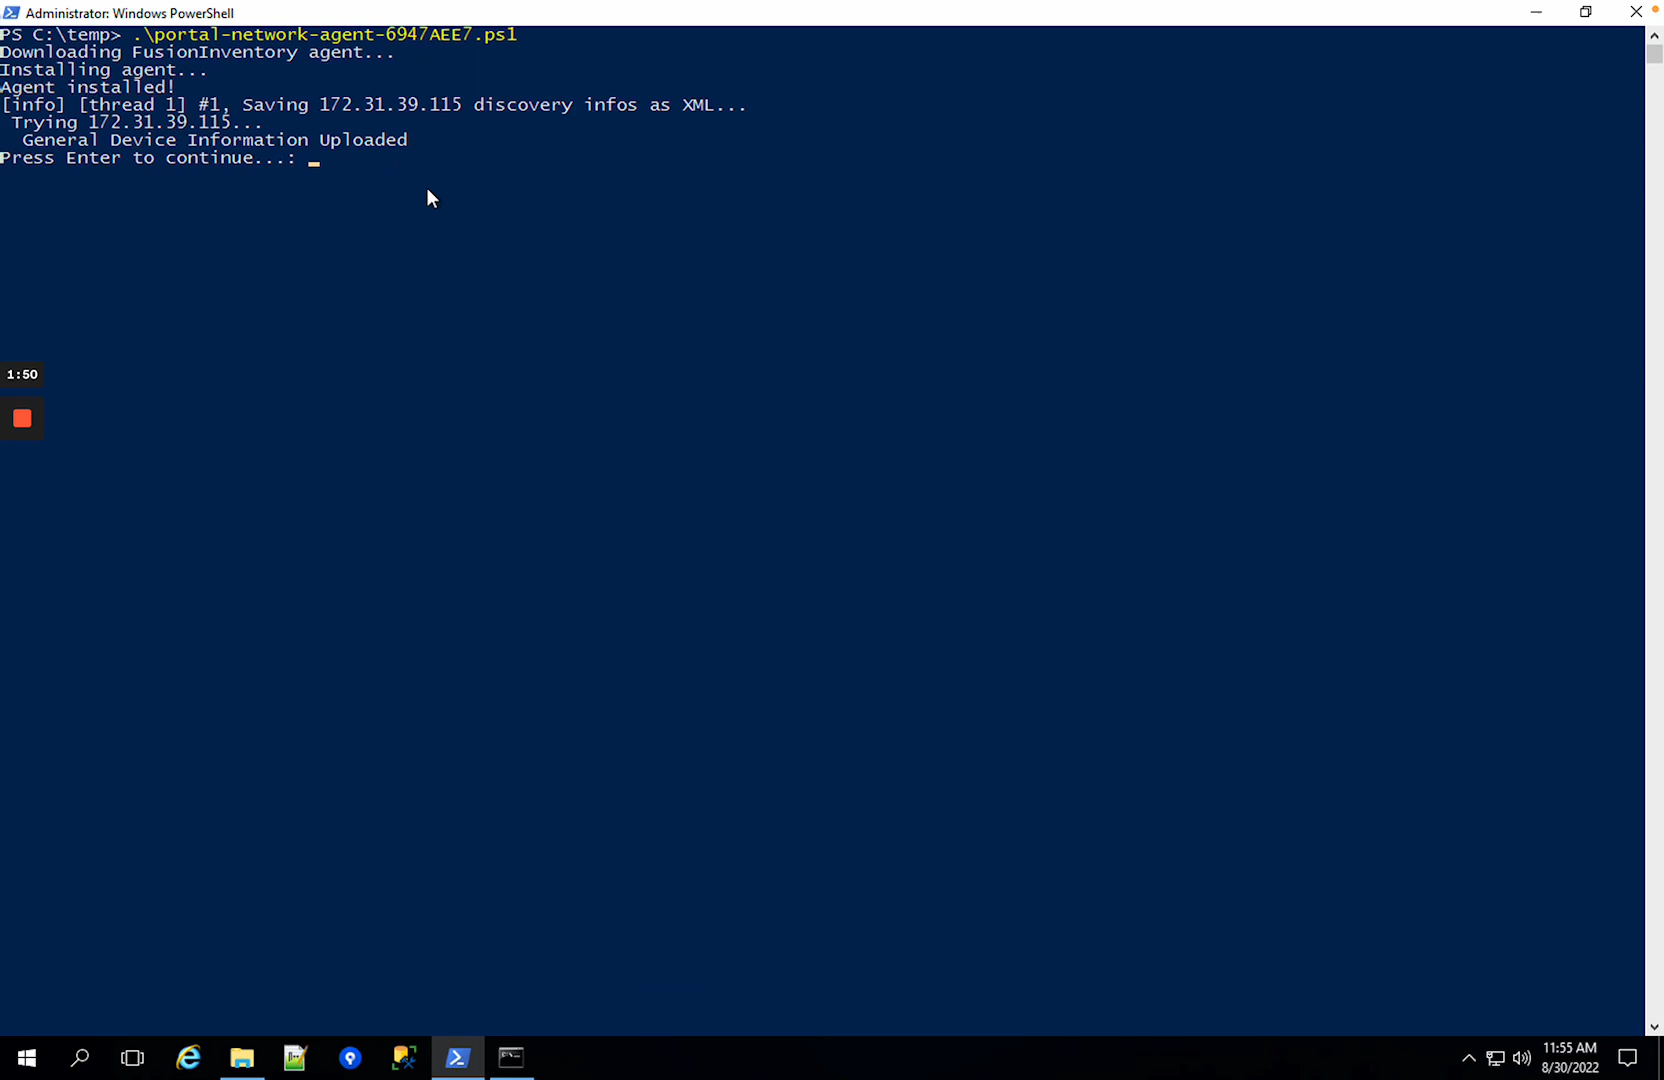 Administrator: Windows PowerShell
PS C:\temp> .\portal-network-agent-6947AEE7.ps1
Downloading FusionInventory agent...
Installing agent...
Agent installed!
[info] [thread 1] #1, Saving 172.31.39.115 discovery infos as XML...
 Trying 172.31.39.115...
  General Device Information Uploaded
Press Enter to continue...: _
1:50
11:55 AM
8/30/2022